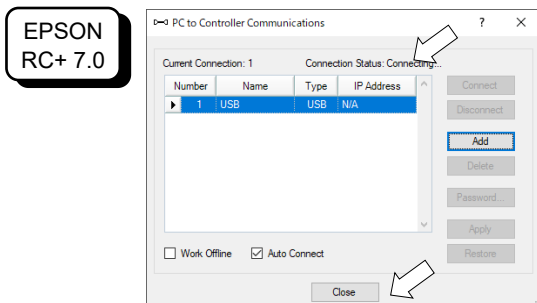 EPSON
RC+ 7.0
PC to Controller Communications
?
Current Connection: 1
Connection Status: Connecting...
Number Name Type IP Address
1 USB USB N/A
Connect
Disconnect
Add
Delete
Password...
Apply
Restore
Work Offline
Auto Connect
Close